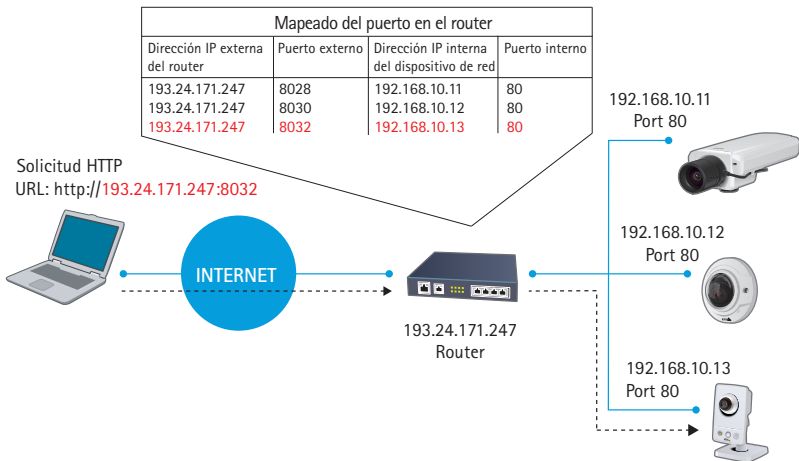 Mapeado del puerto en el router
Dirección IP externa del router
Puerto externo
Dirección IP interna del dispositivo de red
Puerto interno
193.24.171.247 8028 192.168.10.11 80
193.24.171.247 8030 192.168.10.12 80
193.24.171.247 8032 192.168.10.13 80
Solicitud HTTP
URL: http://193.24.171.247:8032
INTERNET
193.24.171.247
Router
192.168.10.11
Port 80
192.168.10.12
Port 80
192.168.10.13
Port 80